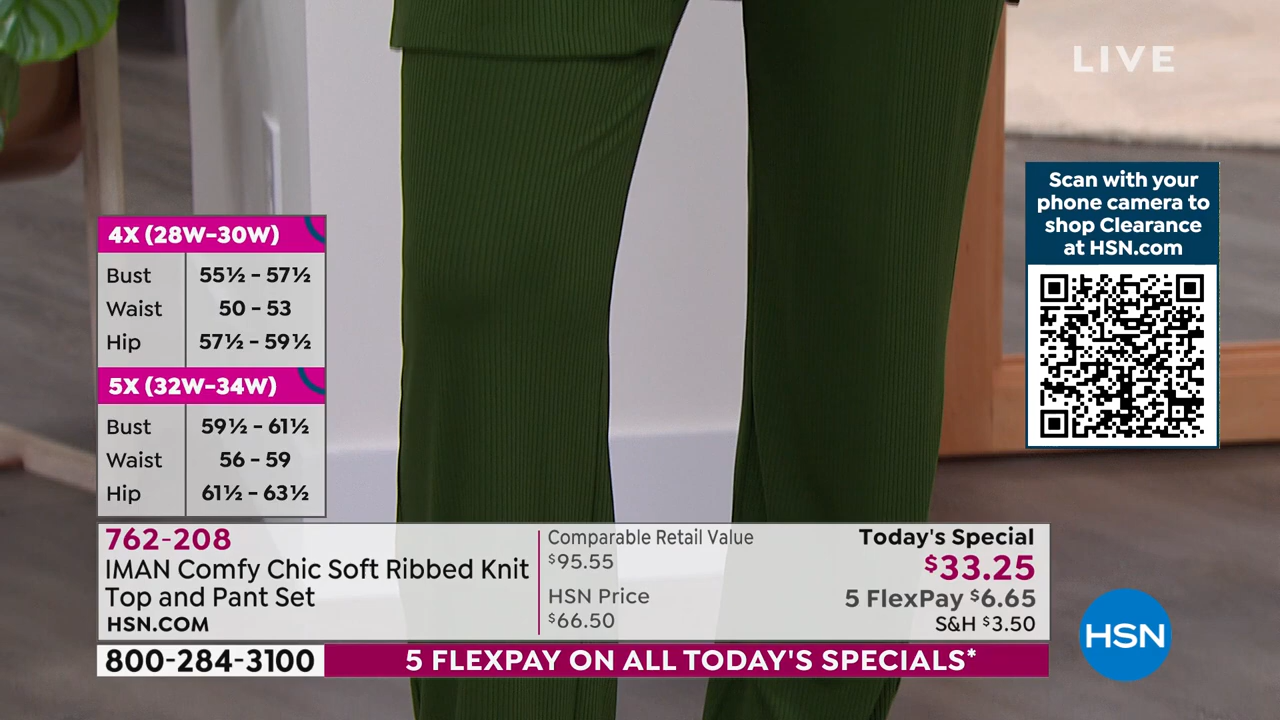 LIVE
Scan with your
phone camera to
shop Clearance
at HSN.com
4X (28W-30W)
Bust 55½ - 57½
Waist 50 - 53
Hip 57½ - 59½
5X (32W-34W)
Bust 59½ - 61½
Waist 56 - 59
Hip 61½ - 63½
762-208
IMAN Comfy Chic Soft Ribbed Knit
Top and Pant Set
HSN.COM
Comparable Retail Value
$95.55
HSN Price
$66.50
Today's Special
$33.25
5 FlexPay $6.65
S&H $3.50
HSN
800-284-3100
5 FLEXPAY ON ALL TODAY'S SPECIALS*